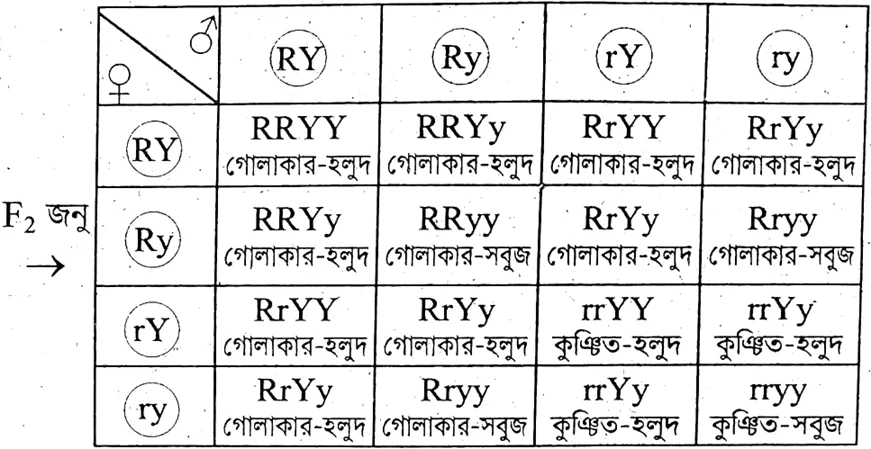 ♂
♀
RY Ry rY ry
RY RRYY RRYy RrYY RrYy
গোলাকার-হলুদ গোলাকার-হলুদ গোলাকার-হলুদ গোলাকার-হলুদ
F₂ জনু → Ry RRYy RRyy RrYy Rryy
গোলাকার-হলুদ গোলাকার-সবুজ গোলাকার-হলুদ গোলাকার-সবুজ
rY RrYY RrYy rrYY rrYy
গোলাকার-হলুদ গোলাকার-হলুদ কুঞ্চিত-হলুদ কুঞ্চিত-হলুদ
ry RrYy Rryy rrYy rryy
গোলাকার-হলুদ গোলাকার-সবুজ কুঞ্চিত-হলুদ কুঞ্চিত-সবুজ